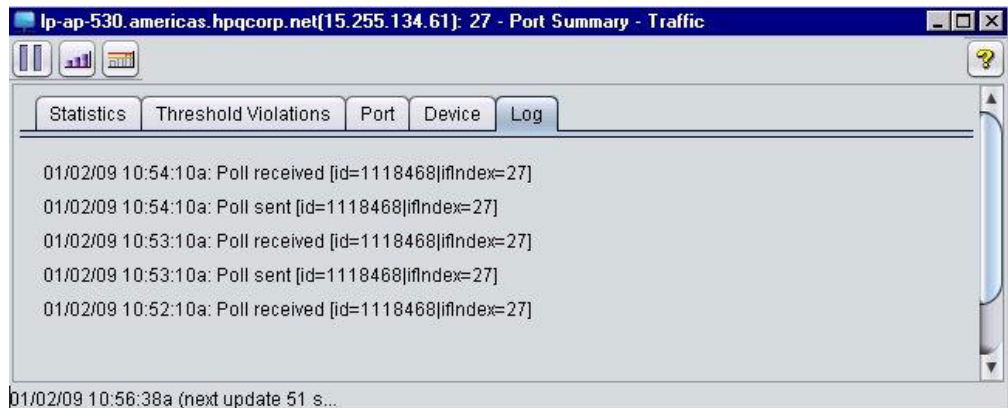 lp-ap-530.americas.hpqcorp.net(15.255.134.61): 27 - Port Summary - Traffic
Statistics Threshold Violations Port Device Log
01/02/09 10:54:10a: Poll received [id=1118468|ifIndex=27]
01/02/09 10:54:10a: Poll sent [id=1118468|ifIndex=27]
01/02/09 10:53:10a: Poll received [id=1118468|ifIndex=27]
01/02/09 10:53:10a: Poll sent [id=1118468|ifIndex=27]
01/02/09 10:52:10a: Poll received [id=1118468|ifIndex=27]
01/02/09 10:56:38a (next update 51 s...